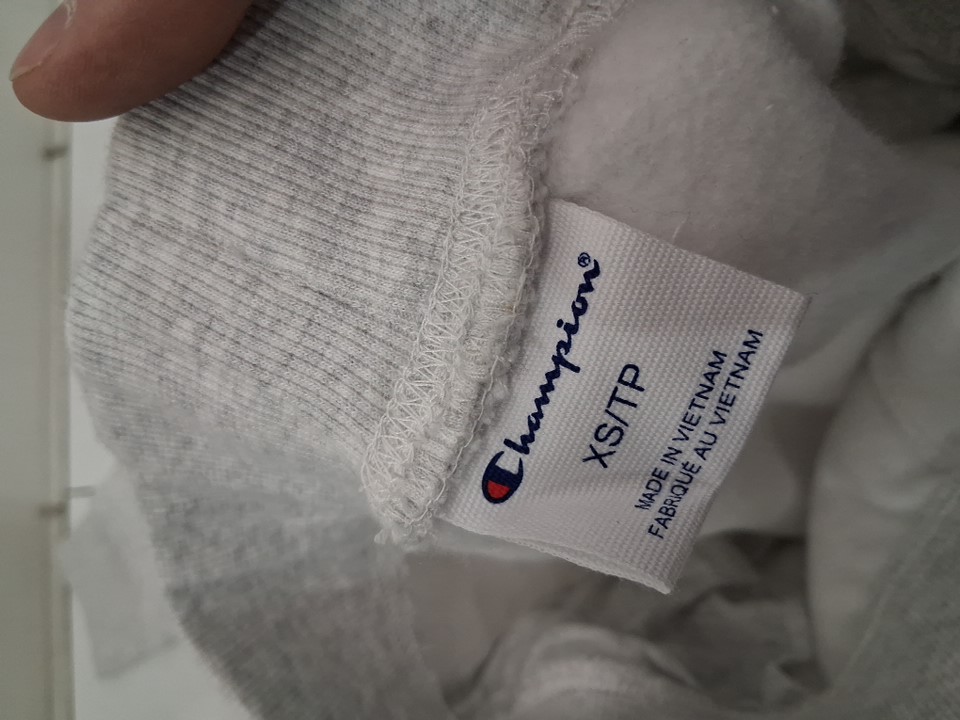 Champion®
XS/TP
MADE IN VIETNAM
FABRIQUÉ AU VIETNAM